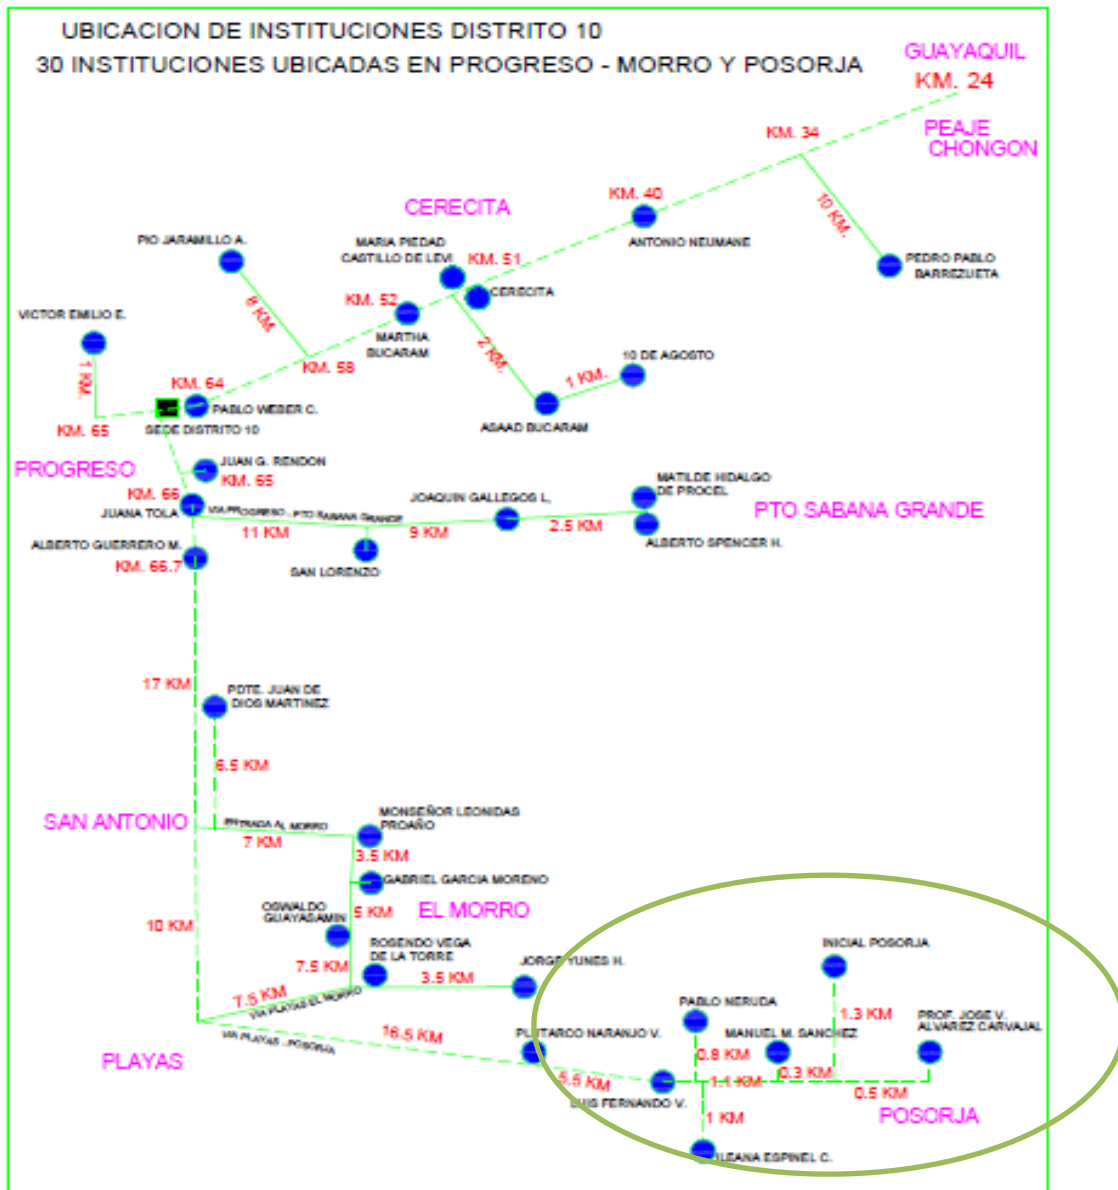 UBICACION DE INSTITUCIONES DISTRITO 10
30 INSTITUCIONES UBICADAS EN PROGRESO - MORRO Y POSORJA
GUAYAQUIL
KM. 24
PEAJE
CHONGON
KM. 34
10 KM.
PEDRO PABLO
BARREZUETA
KM. 40
ANTONIO NEUMANE
CERECITA
MARIA PIEDAD
CASTILLO DE LEVI
KM. 51
CERECITA
PIO JARAMILLO A.
8 KM
KM. 52
MARTHA
BUCARAM
2 KM.
10 DE AGOSTO
1 KM.
ASAAD BUCARAM
VICTOR EMILIO E.
1 KM.
KM. 58
KM. 64
PABLO WEBER C.
KM. 65
SEDE DISTRITO 10
PROGRESO
JUAN G. RENDON
KM. 65
KM. 66
JUANA TOLA
VIA PROGRESO - PTO SABANA GRANDE
11 KM
9 KM
JOAQUIN GALLEGOS L,
2.5 KM
MATILDE HIDALGO
DE PROCEL
PTO SABANA GRANDE
ALBERTO SPENCER H.
SAN LORENZO
ALBERTO GUERRERO M.
KM. 66.7
17 KM
PDTE. JUAN DE
DIOS MARTINEZ
6.5 KM
SAN ANTONIO
ENTRADA AL MORRO
7 KM
MONSEÑOR LEONIDAS
PROAÑO
3.5 KM
GABRIEL GARCIA MORENO
OSWALDO
GUAYASAMIN
5 KM
EL MORRO
10 KM
ROSENDO VEGA
DE LA TORRE
7.5 KM
3.5 KM
JORGE YUNES H.
7.5 KM
VIA PLAYAS EL MORRO
VIA PLAYAS - POSORJA
16.5 KM
PLAYAS
PLUTARCO NARANJO V.
5.5 KM
LUIS FERNANDO V.
PABLO NERUDA
0.8 KM
MANUEL M. SANCHEZ
1.1 KM
0.3 KM
INICIAL POSORJA
1.3 KM
PROF. JOSE V.
ALVAREZ CARVAJAL
0.5 KM
POSORJA
1 KM
ILEANA ESPINEL C.